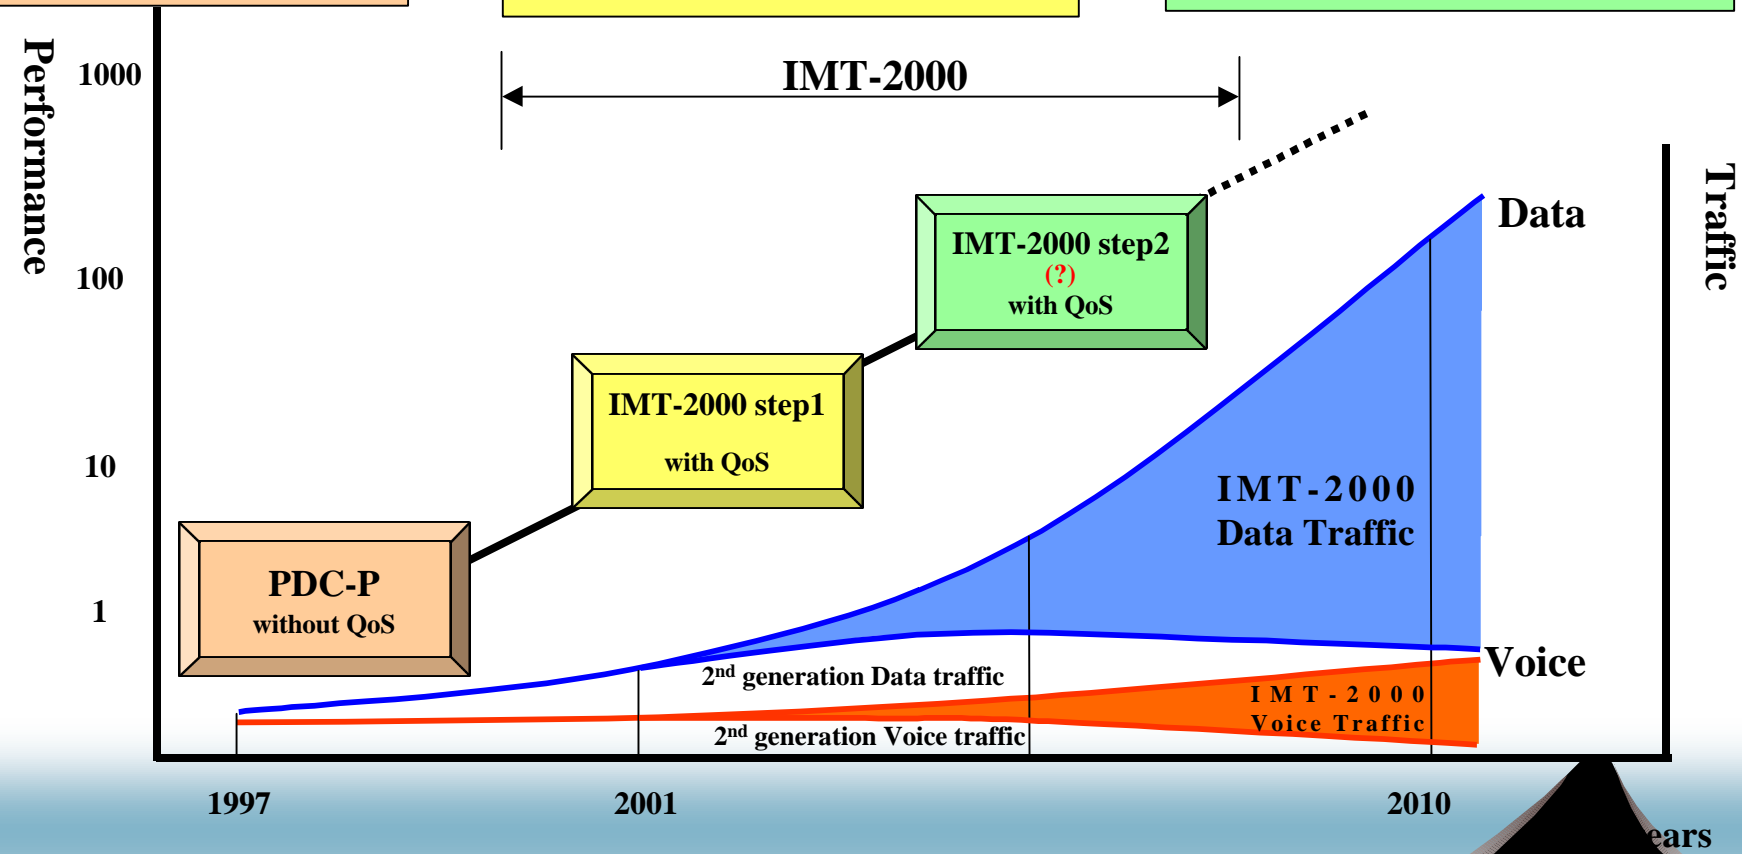 Performance
1000
100
10
1
IMT-2000
IMT-2000 step2
(?)
with QoS
IMT-2000 step1
with QoS
PDC-P
without QoS
Data
Traffic
IMT-2000
Data Traffic
Voice
2nd generation Data traffic
IMT-2000
Voice Traffic
2nd generation Voice traffic
1997
2001
2010
ears